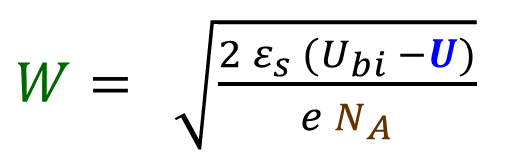 W = √(2 ε_s (U_bi − U) / e N_A)